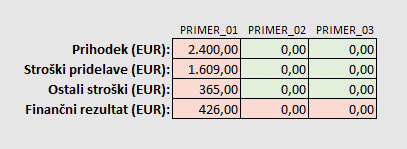 PRIMER_01 PRIMER_02 PRIMER_03
Prihodek (EUR): 2.400,00 0,00 0,00
Stroški pridelave (EUR): 1.609,00 0,00 0,00
Ostali stroški (EUR): 365,00 0,00 0,00
Finančni rezultat (EUR): 426,00 0,00 0,00